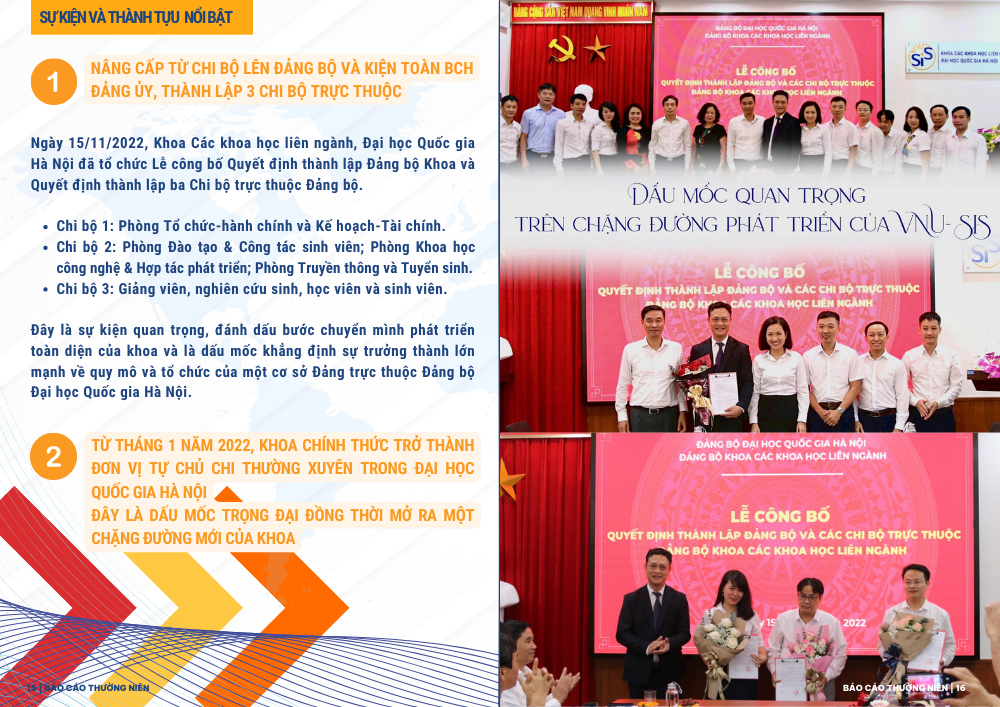 SỰ KIỆN VÀ THÀNH TỰU NỔI BẬT
1
NÂNG CẤP TỪ CHI BỘ LÊN ĐẢNG BỘ VÀ KIỆN TOÀN BCH
ĐẢNG ỦY, THÀNH LẬP 3 CHI BỘ TRỰC THUỘC
Ngày 15/11/2022, Khoa Các khoa học liên ngành, Đại học Quốc gia
Hà Nội đã tổ chức Lễ công bố Quyết định thành lập Đảng bộ Khoa và
Quyết định thành lập ba Chi bộ trực thuộc Đảng bộ.
• Chi bộ 1: Phòng Tổ chức-hành chính và Kế hoạch-Tài chính.
• Chi bộ 2: Phòng Đào tạo & Công tác sinh viên; Phòng Khoa học
công nghệ & Hợp tác phát triển; Phòng Truyền thông và Tuyển sinh.
• Chi bộ 3: Giảng viên, nghiên cứu sinh, học viên và sinh viên.
Đây là sự kiện quan trọng, đánh dấu bước chuyển mình phát triển
toàn diện của khoa và là dấu mốc khẳng định sự trưởng thành lớn
mạnh về quy mô và tổ chức của một cơ sở Đảng trực thuộc Đảng bộ
Đại học Quốc gia Hà Nội.
2
TỪ THÁNG 1 NĂM 2022, KHOA CHÍNH THỨC TRỞ THÀNH
ĐƠN VỊ TỰ CHỦ CHI THƯỜNG XUYÊN TRONG ĐẠI HỌC
QUỐC GIA HÀ NỘI
ĐÂY LÀ DẤU MỐC TRỌNG ĐẠI ĐỒNG THỜI MỞ RA MỘT
CHẶNG ĐƯỜNG MỚI CỦA KHOA
15 | BÁO CÁO THƯỜNG NIÊN
ĐẢNG CỘNG SẢN VIỆT NAM QUANG VINH MUÔN NĂM
ĐẢNG BỘ ĐẠI HỌC QUỐC GIA HÀ NỘI
ĐẢNG BỘ KHOA CÁC KHOA HỌC LIÊN NGÀNH
LỄ CÔNG BỐ
QUYẾT ĐỊNH THÀNH LẬP ĐẢNG BỘ VÀ CÁC CHI BỘ TRỰC THUỘC
ĐẢNG BỘ KHOA CÁC KHOA HỌC LIÊN NGÀNH
SIS
KHOA CÁC KHOA HỌC LIÊN
ĐẠI HỌC QUỐC GIA HÀ NỘI
DẤU MỐC QUAN TRỌNG
TRÊN CHẶNG ĐƯỜNG PHÁT TRIỂN CỦA VNU-SIS
SIS
LỄ CÔNG BỐ
QUYẾT ĐỊNH THÀNH LẬP ĐẢNG BỘ VÀ CÁC CHI BỘ TRỰC THUỘC
ĐẢNG BỘ KHOA CÁC KHOA HỌC LIÊN NGÀNH
ĐẢNG BỘ ĐẠI HỌC QUỐC GIA HÀ NỘI
ĐẢNG BỘ KHOA CÁC KHOA HỌC LIÊN NGÀNH
LỄ CÔNG BỐ
QUYẾT ĐỊNH THÀNH LẬP ĐẢNG BỘ VÀ CÁC CHI BỘ TRỰC THUỘC
ĐẢNG BỘ KHOA CÁC KHOA HỌC LIÊN NGÀNH
15 2022
BÁO CÁO THƯỜNG NIÊN | 16